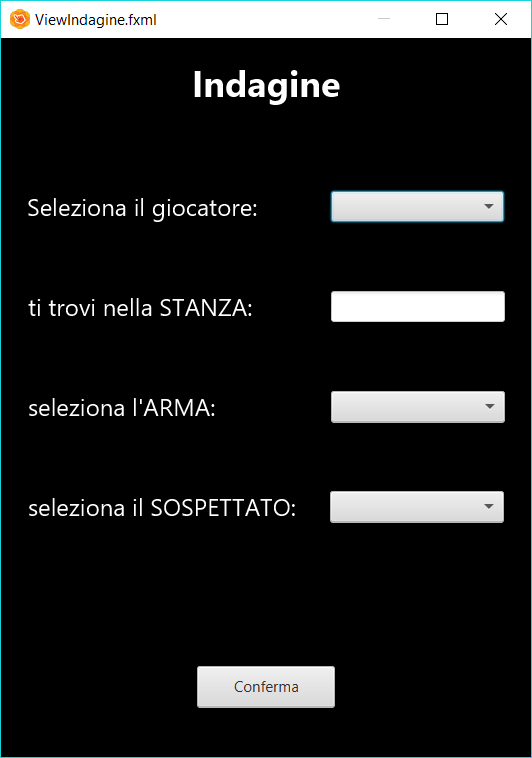 ViewIndagine.fxml
Indagine
Seleziona il giocatore:
ti trovi nella STANZA:
seleziona l'ARMA:
seleziona il SOSPETTATO:
Conferma